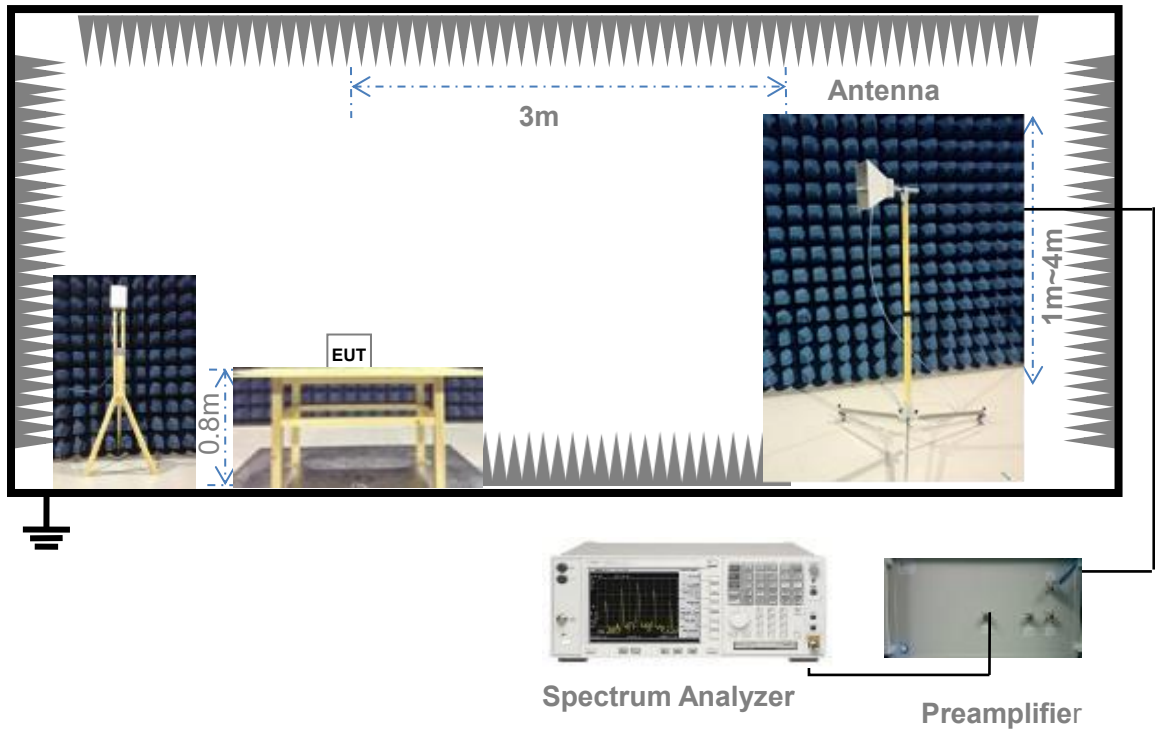 Antenna
3m
1m~4m
EUT
0.8m
Spectrum Analyzer
Preamplifier